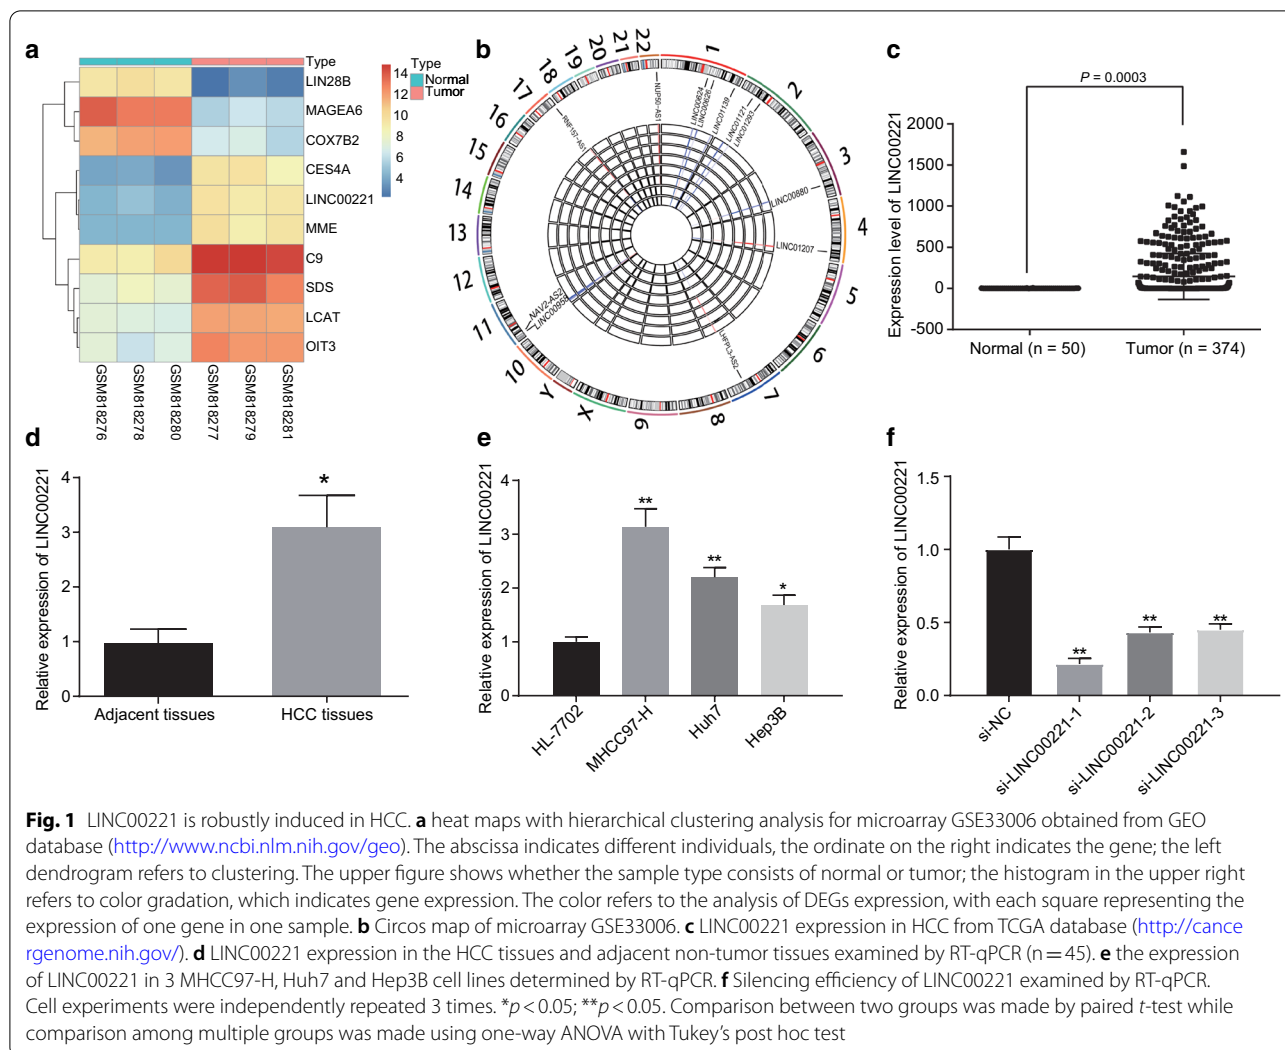 a
Type
LIN28B
MAGEA6
COX7B2
CES4A
LINC00221
MME
C9
SDS
LCAT
OIT3
GSM818276
GSM818278
GSM818280
GSM818277
GSM818279
GSM818281
14
12
10
8
6
4
Type
Normal
Tumor
b
1
2
3
4
5
6
7
8
9
X
Y
10
11
12
13
14
15
16
17
18
19
20
21
22
NUP50-AS1
LINC00624
LINC00626
LINC01139
LINC01121
LINC01293
LINC00880
LINC01207
LHFPL3-AS2
LINC00959
NAV2-AS2
RNF157-AS1
c
P = 0.0003
Expression level of LINC00221
2000
1500
1000
500
0
-500
Normal (n = 50)
Tumor (n = 374)
d
Relative expression of LINC00221
4
3
2
1
0
*
Adjacent tissues
HCC tissues
e
Relative expression of LINC00221
4
3
2
1
0
**
**
*
HL-7702
MHCC97-H
Huh7
Hep3B
f
Relative expression of LINC00221
1.5
1.0
0.5
0.0
**
**
**
si-NC
si-LINC00221-1
si-LINC00221-2
si-LINC00221-3
Fig. 1 LINC00221 is robustly induced in HCC. a heat maps with hierarchical clustering analysis for microarray GSE33006 obtained from GEO
database (http://www.ncbi.nlm.nih.gov/geo). The abscissa indicates different individuals, the ordinate on the right indicates the gene; the left
dendrogram refers to clustering. The upper figure shows whether the sample type consists of normal or tumor; the histogram in the upper right
refers to color gradation, which indicates gene expression. The color refers to the analysis of DEGs expression, with each square representing the
expression of one gene in one sample. b Circos map of microarray GSE33006. c LINC00221 expression in HCC from TCGA database (http://cance
rgenome.nih.gov/). d LINC00221 expression in the HCC tissues and adjacent non-tumor tissues examined by RT-qPCR (n = 45). e the expression
of LINC00221 in 3 MHCC97-H, Huh7 and Hep3B cell lines determined by RT-qPCR. f Silencing efficiency of LINC00221 examined by RT-qPCR.
Cell experiments were independently repeated 3 times. *p < 0.05; **p < 0.05. Comparison between two groups was made by paired t-test while
comparison among multiple groups was made using one-way ANOVA with Tukey's post hoc test